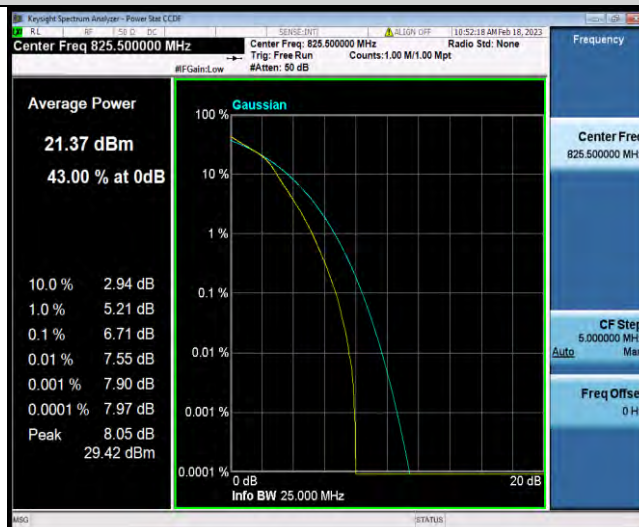 Keysight Spectrum Analyzer - Power Stat CCDF
RL RF 50 Ω DC SENSE:INT ALIGN OFF 10:52:18 AM Feb 18, 2023
Center Freq 825.500000 MHz
Center Freq: 825.500000 MHz Radio Std: None
Trig: Free Run Counts:1.00 M/1.00 Mpt
#IFGain:Low #Atten: 50 dB
Frequency
Average Power
21.37 dBm
43.00 % at 0dB
10.0 % 2.94 dB
1.0 % 5.21 dB
0.1 % 6.71 dB
0.01 % 7.55 dB
0.001 % 7.90 dB
0.0001 % 7.97 dB
Peak 8.05 dB
29.42 dBm
Gaussian
100 %
10 %
1 %
0.1 %
0.01 %
0.001 %
0.0001 %
0 dB 20 dB
Info BW 25.000 MHz
Center Fre
825.500000 MH
CF Step
5.000000 MH
Auto Ma
Freq Offse
0 H
MSG STATUS